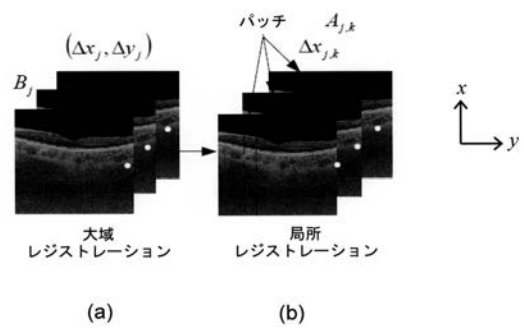 (Δx_j, Δy_j)
B_j
パッチ
A_{j,k}
Δx_{j,k}
x
y
大域
レジストレーション
局所
レジストレーション
(a)
(b)